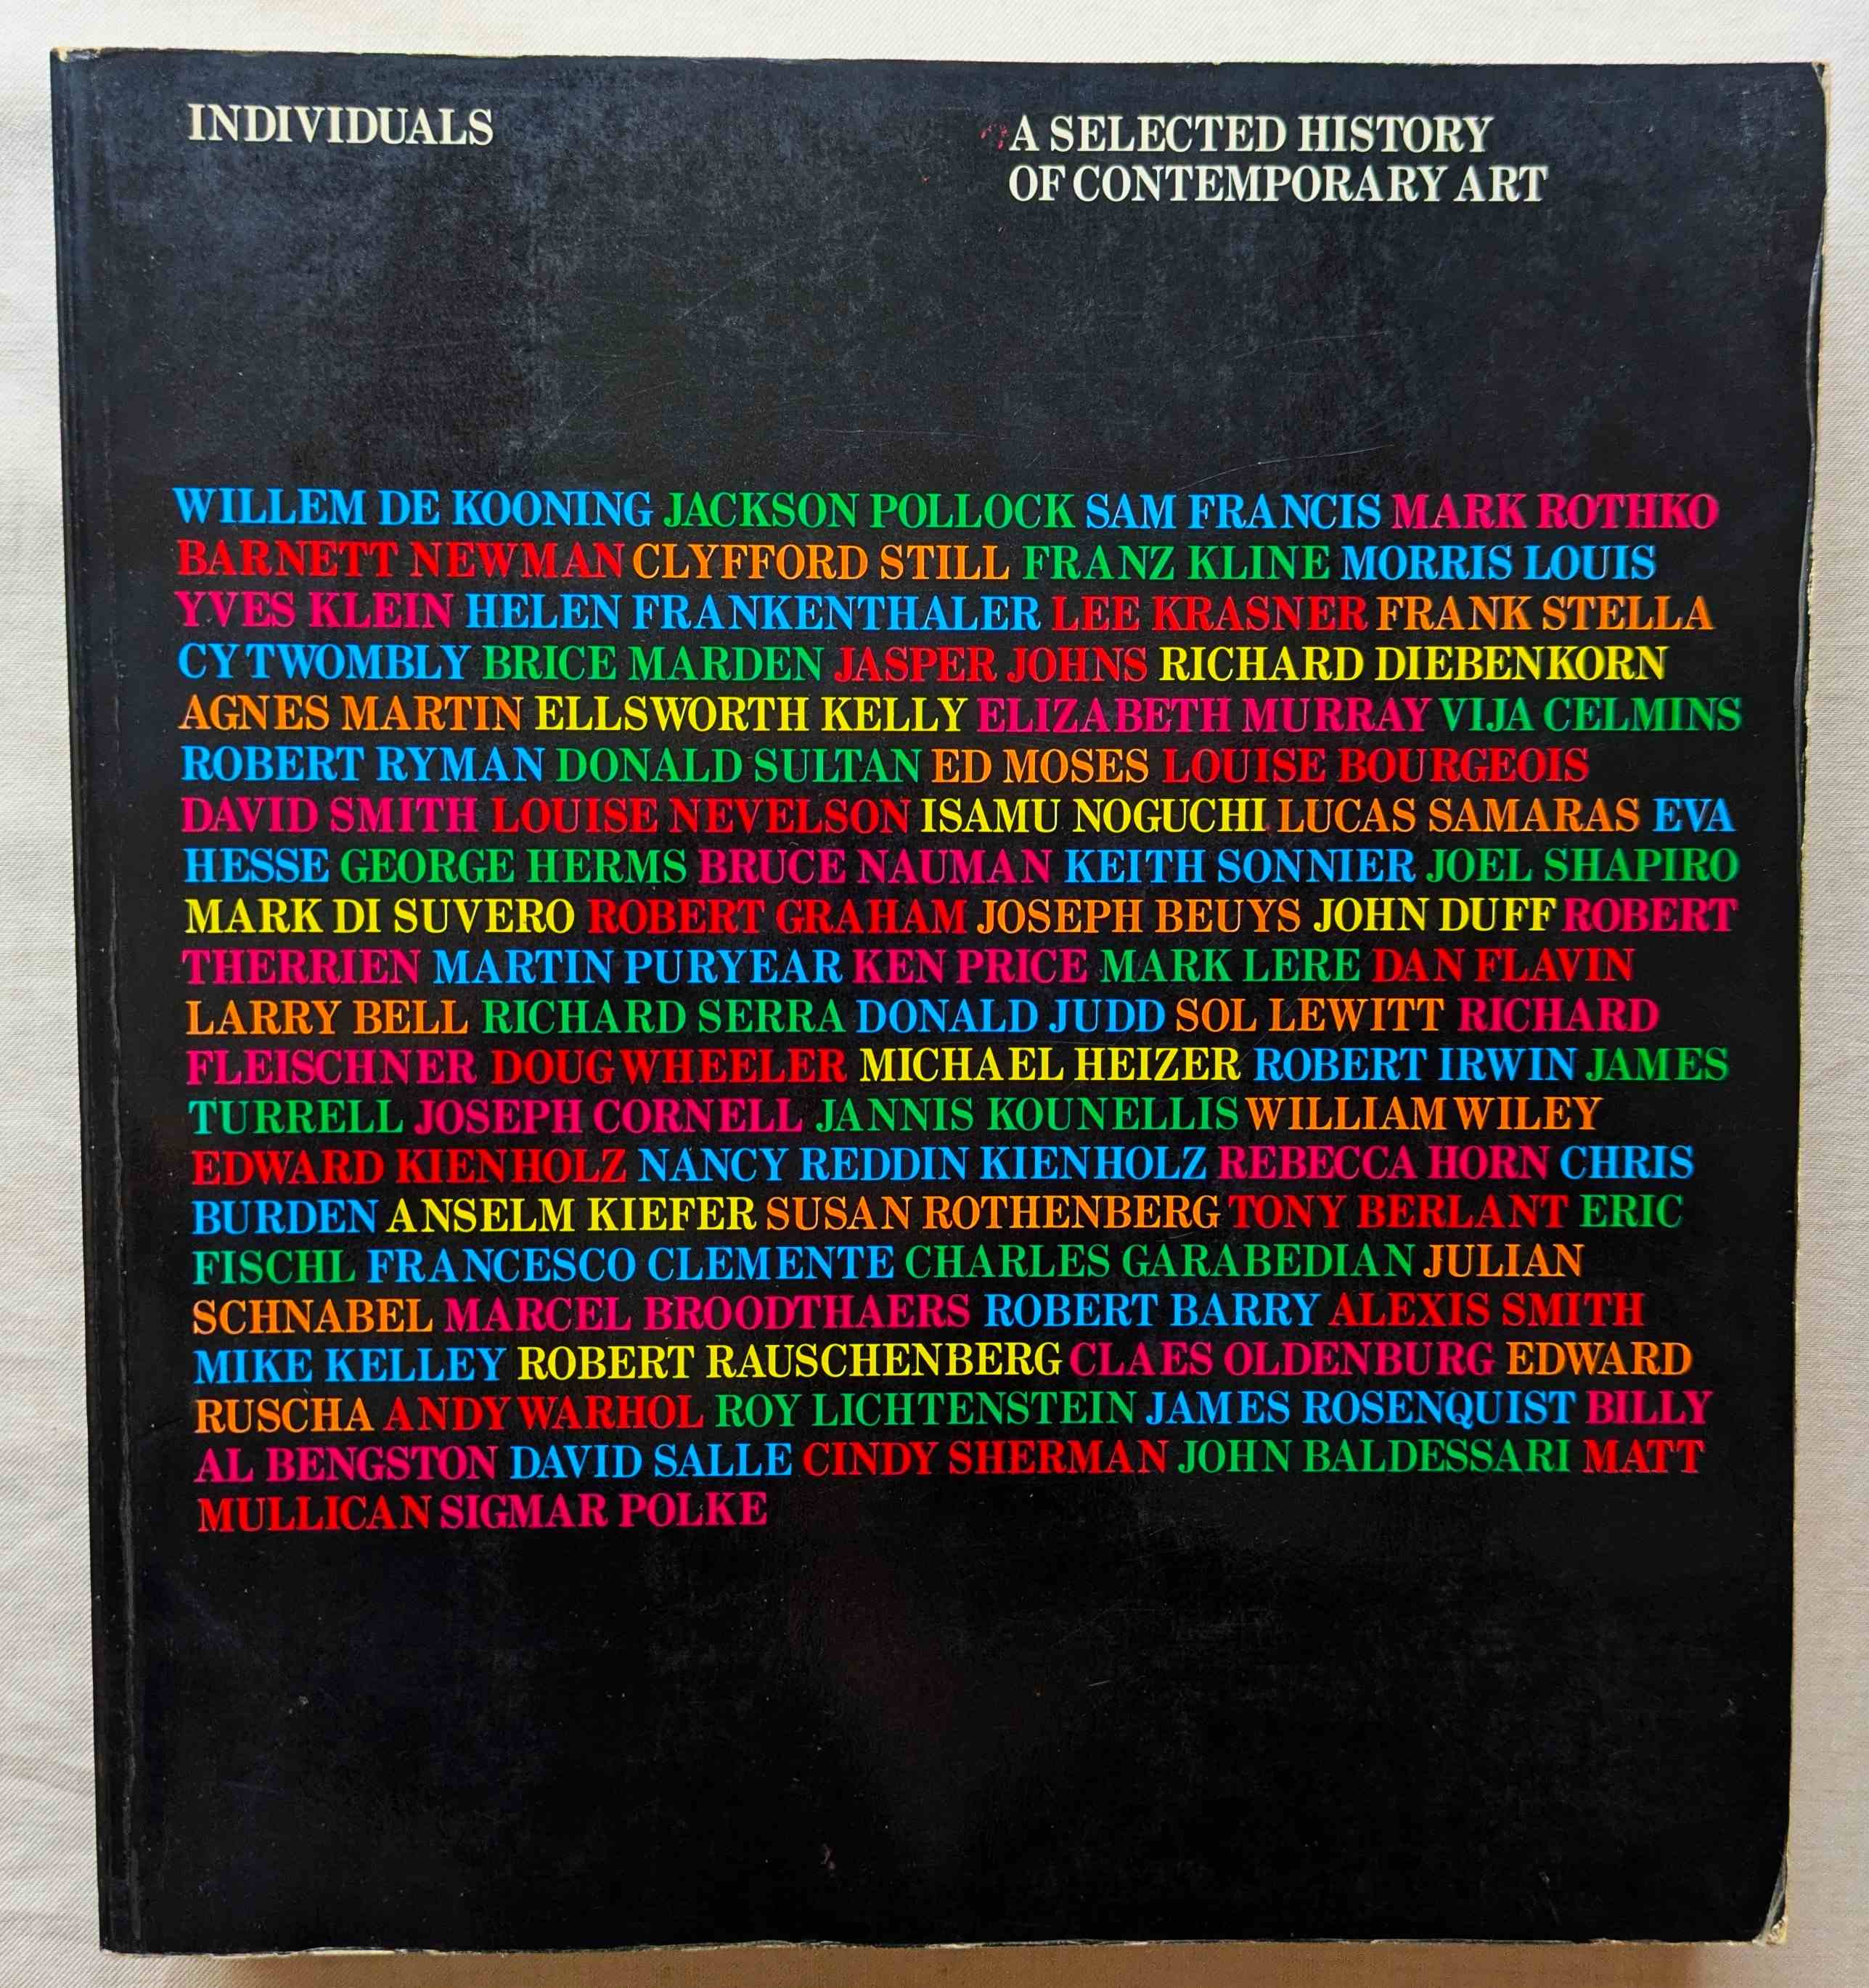 INDIVIDUALS
A SELECTED HISTORY
OF CONTEMPORARY ART
WILLEM DE KOONING JACKSON POLLOCK SAM FRANCIS MARK ROTHKO
BARNETT NEWMAN CLYFFORD STILL FRANZ KLINE MORRIS LOUIS
YVES KLEIN HELEN FRANKENTHALER LEE KRASNER FRANK STELLA
CY TWOMBLY BRICE MARDEN JASPER JOHNS RICHARD DIEBENKORN
AGNES MARTIN ELLSWORTH KELLY ELIZABETH MURRAY VIJA CELMINS
ROBERT RYMAN DONALD SULTAN ED MOSES LOUISE BOURGEOIS
DAVID SMITH LOUISE NEVELSON ISAMU NOGUCHI LUCAS SAMARAS EVA
HESSE GEORGE HERMS BRUCE NAUMAN KEITH SONNIER JOEL SHAPIRO
MARK DI SUVERO ROBERT GRAHAM JOSEPH BEUYS JOHN DUFF ROBERT
THERRIEN MARTIN PURYEAR KEN PRICE MARK LERE DAN FLAVIN
LARRY BELL RICHARD SERRA DONALD JUDD SOL LEWITT RICHARD
FLEISCHNER DOUG WHEELER MICHAEL HEIZER ROBERT IRWIN JAMES
TURRELL JOSEPH CORNELL JANNIS KOUNELLIS WILLIAM WILEY
EDWARD KIENHOLZ NANCY REDDIN KIENHOLZ REBECCA HORN CHRIS
BURDEN ANSELM KIEFER SUSAN ROTHENBERG TONY BERLANT ERIC
FISCHL FRANCESCO CLEMENTE CHARLES GARABEDIAN JULIAN
SCHNABEL MARCEL BROODTHAERS ROBERT BARRY ALEXIS SMITH
MIKE KELLEY ROBERT RAUSCHENBERG CLAES OLDENBURG EDWARD
RUSCHA ANDY WARHOL ROY LICHTENSTEIN JAMES ROSENQUIST BILLY
AL BENGSTON DAVID SALLE CINDY SHERMAN JOHN BALDESSARI MATT
MULLICAN SIGMAR POLKE